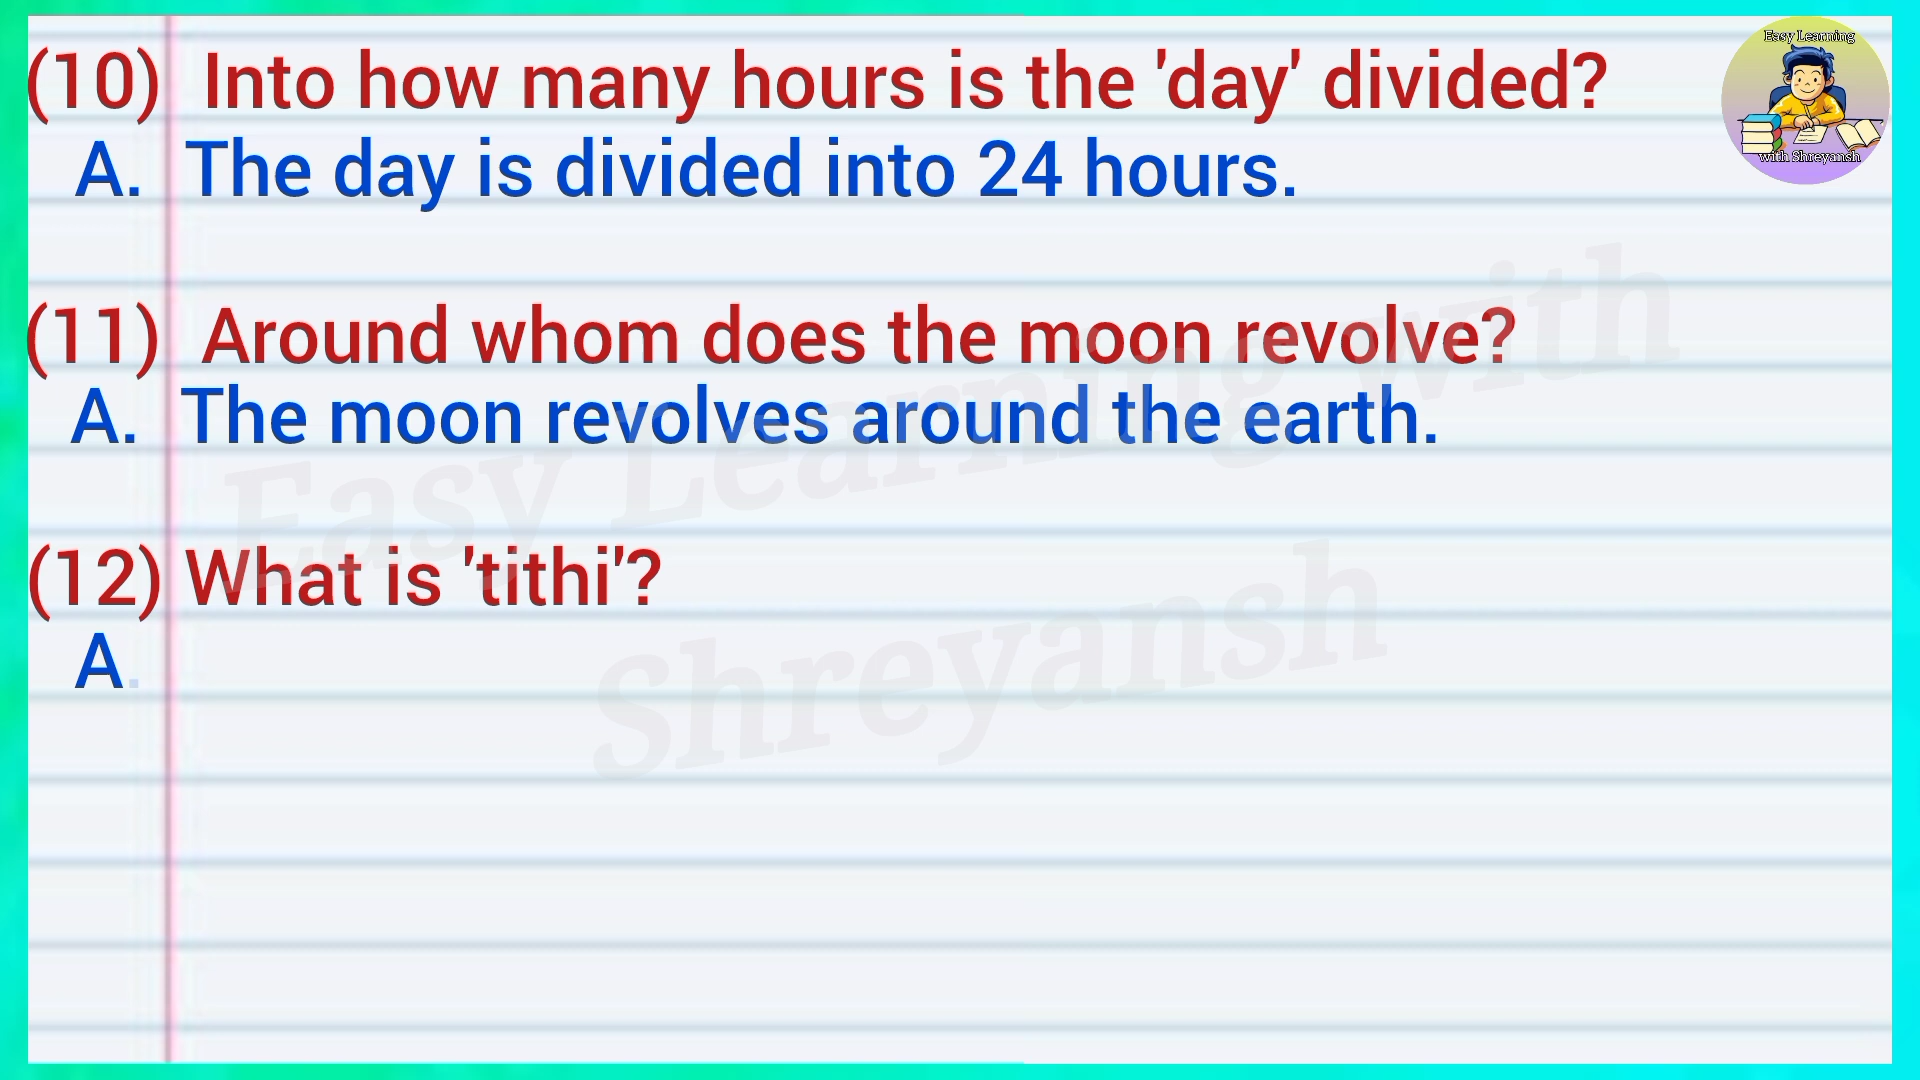 (10) Into how many hours is the 'day' divided?
A. The day is divided into 24 hours.
(11) Around whom does the moon revolve?
A. The moon revolves around the earth.
(12) What is 'tithi'?
A.
Easy Learning with
Shreyansh
Easy Learning
with Shreyansh